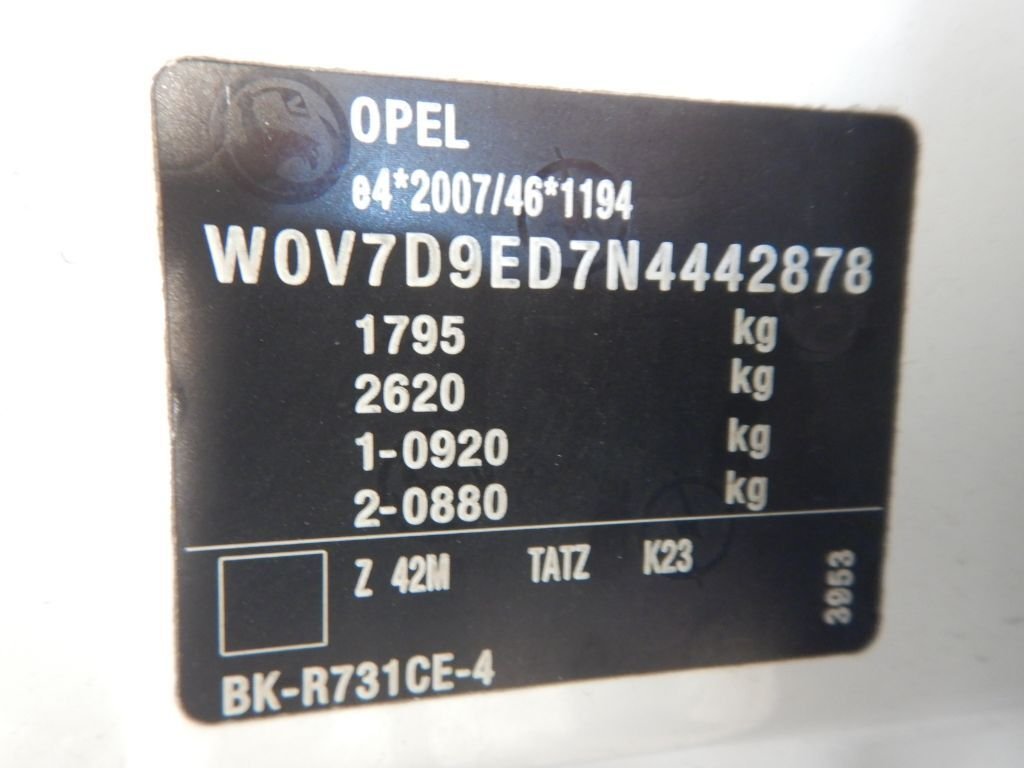 OPEL
e4*2007/46*1194
W0V7D9ED7N4442878
1795 kg
2620 kg
1-0920 kg
2-0880 kg
Z 42M TATZ K23
3953
BK-R731CE-4